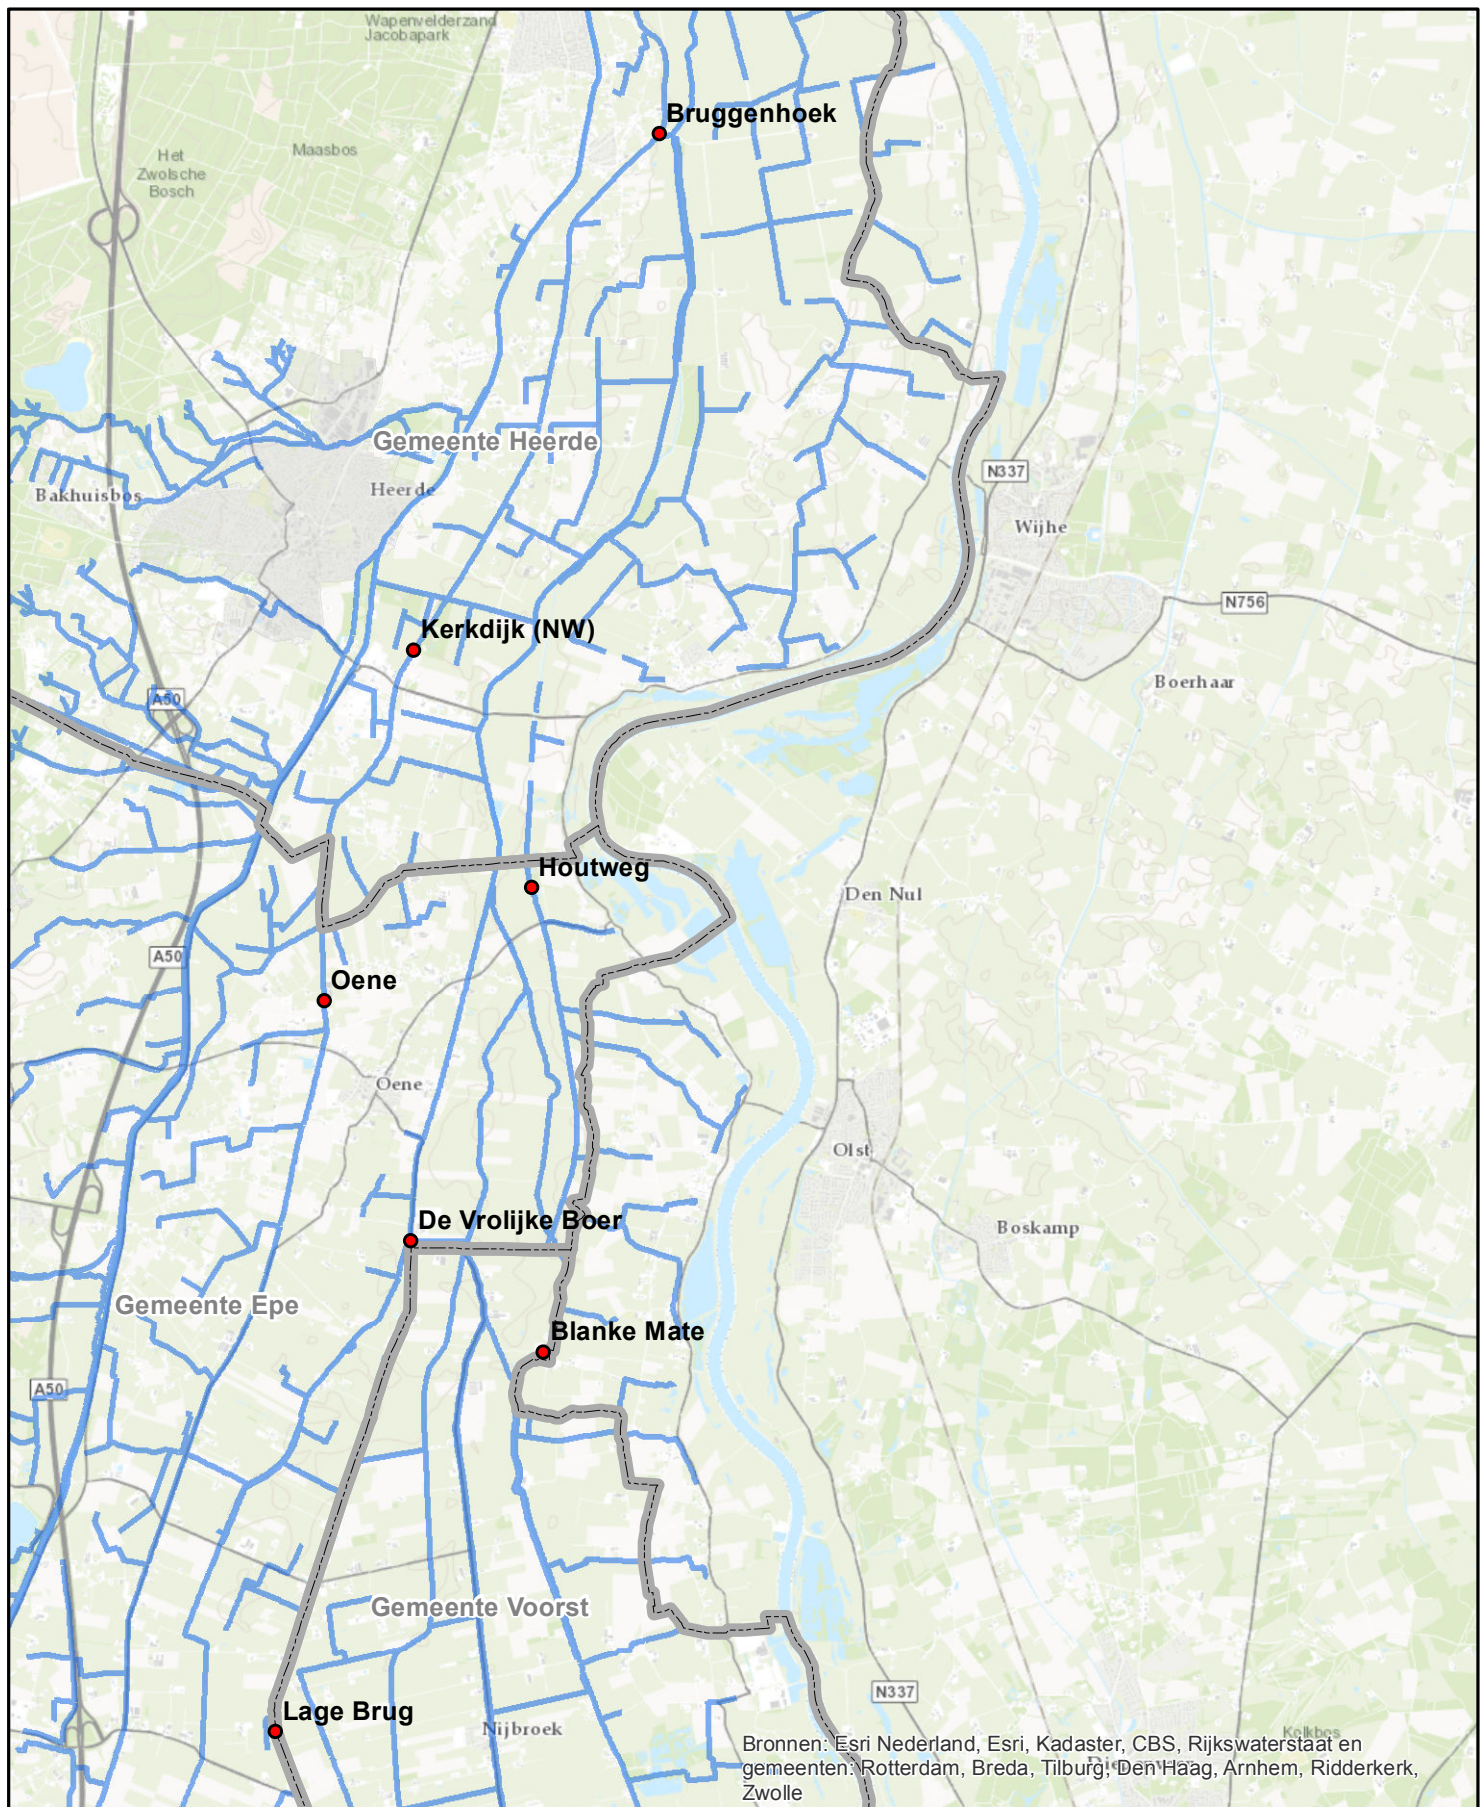 Wapenvelderzand
Jacobapark
Bruggenhoek
Het
Zwolsche
Bosch
Maasbos
Gemeente Heerde
Bakhuisbos
Heerde
N337
Wijhe
N756
Kerkdijk (NW)
Boerhaar
A50
Houtweg
Den Nul
A50
Oene
Oene
Olst
De Vrolijke Boer
Boskamp
Gemeente Epe
Blanke Mate
A50
Gemeente Voorst
N337
Lage Brug
Nijbroek
Kolkbos
Bronnen: Esri Nederland, Esri, Kadaster, CBS, Rijkswaterstaat en
gemeenten: Rotterdam, Breda, Tilburg, Den Haag, Arnhem, Ridderkerk,
Zwolle